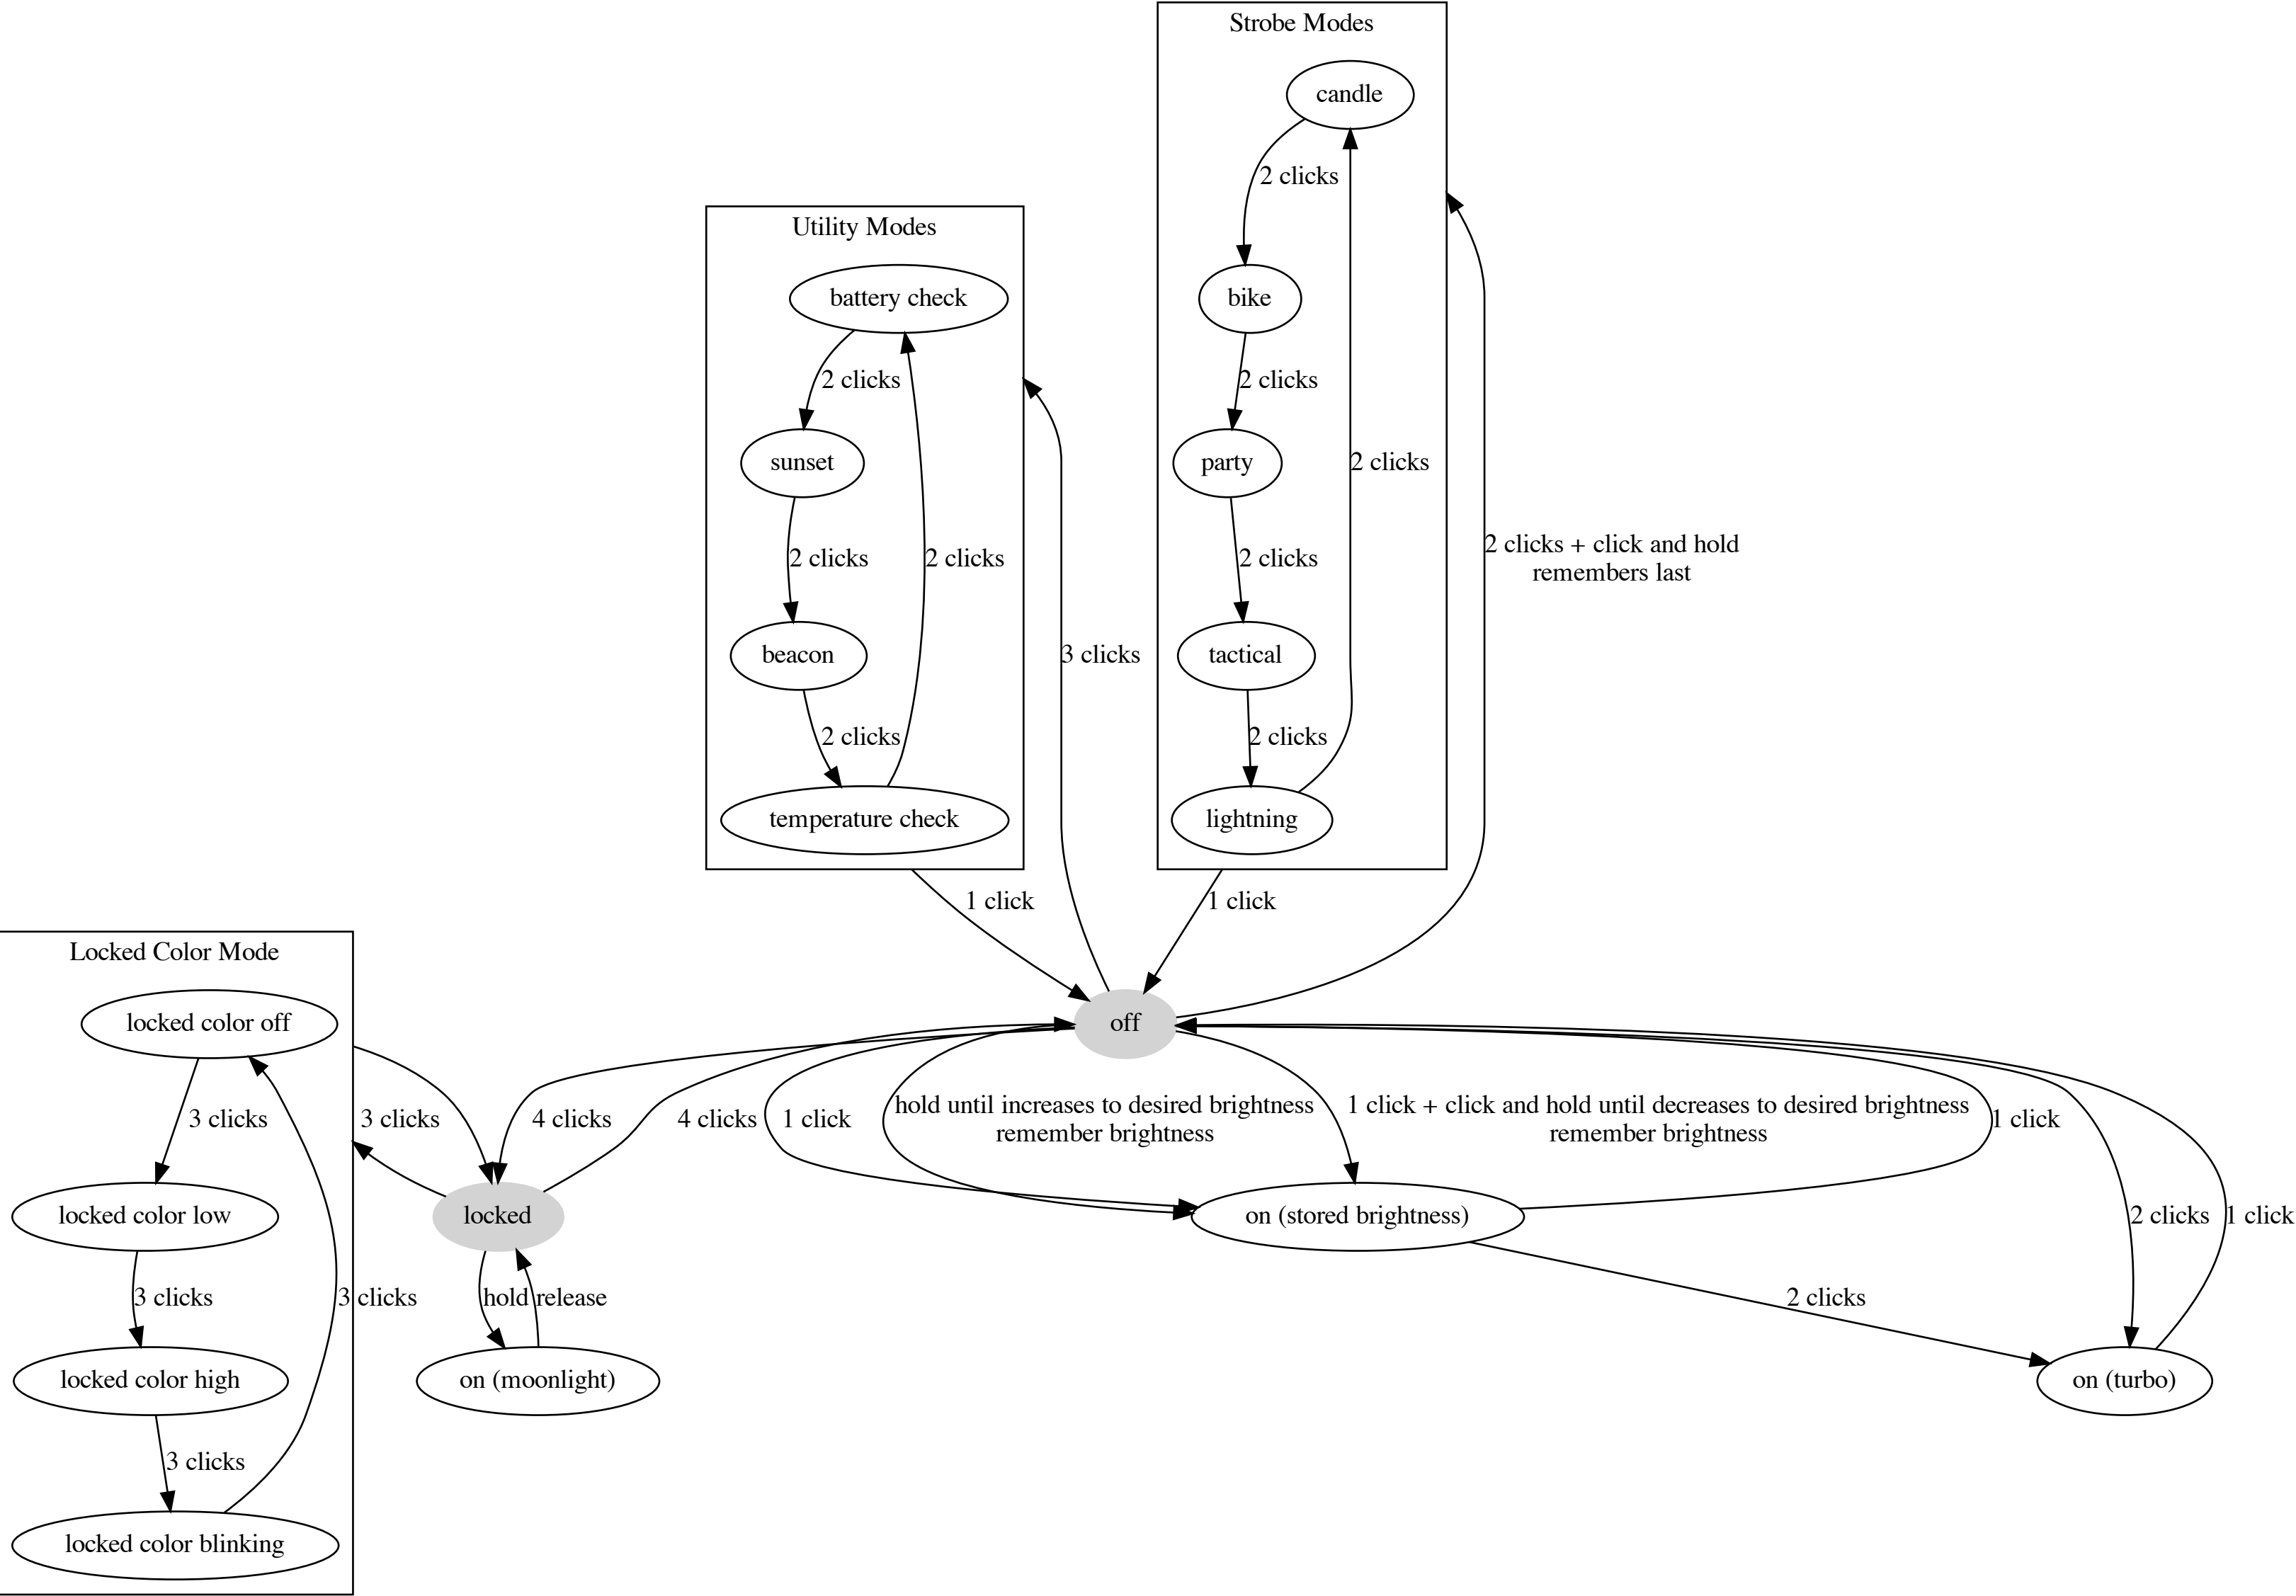 Strobe Modes
candle
2 clicks
Utility Modes
battery check
bike
2 clicks
2 clicks
sunset
party
2 clicks
2 clicks
2 clicks
2 clicks
2 clicks + click and hold
remembers last
beacon
3 clicks
tactical
2 clicks
2 clicks
temperature check
lightning
1 click
1 click
Locked Color Mode
locked color off
off
3 clicks
3 clicks
4 clicks
4 clicks
1 click
hold until increases to desired brightness
remember brightness
1 click + click and hold until decreases to desired brightness
remember brightness
1 click
locked color low
locked
on (stored brightness)
2 clicks
1 click
3 clicks
3 clicks
hold
release
2 clicks
locked color high
on (moonlight)
on (turbo)
3 clicks
locked color blinking